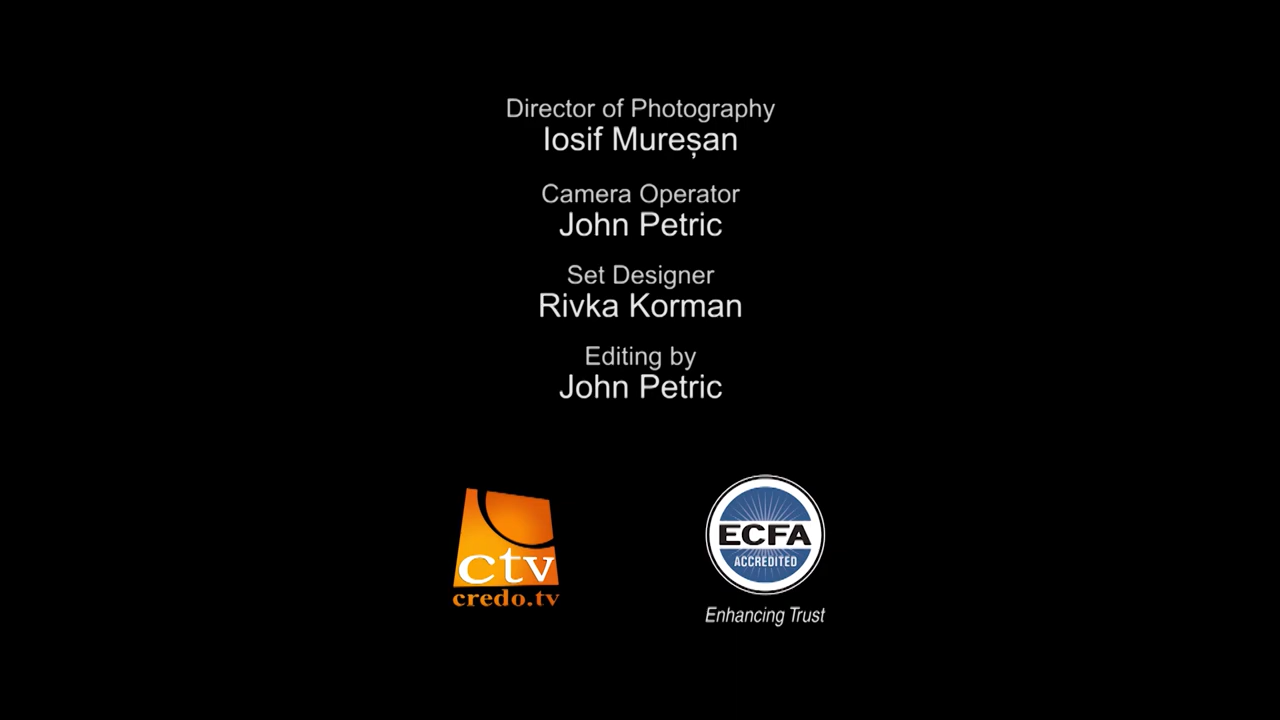 Director of Photography
Iosif Mureșan
Camera Operator
John Petric
Set Designer
Rivka Korman
Editing by
John Petric
ctv
credo.tv
ECFA
ACCREDITED
Enhancing Trust